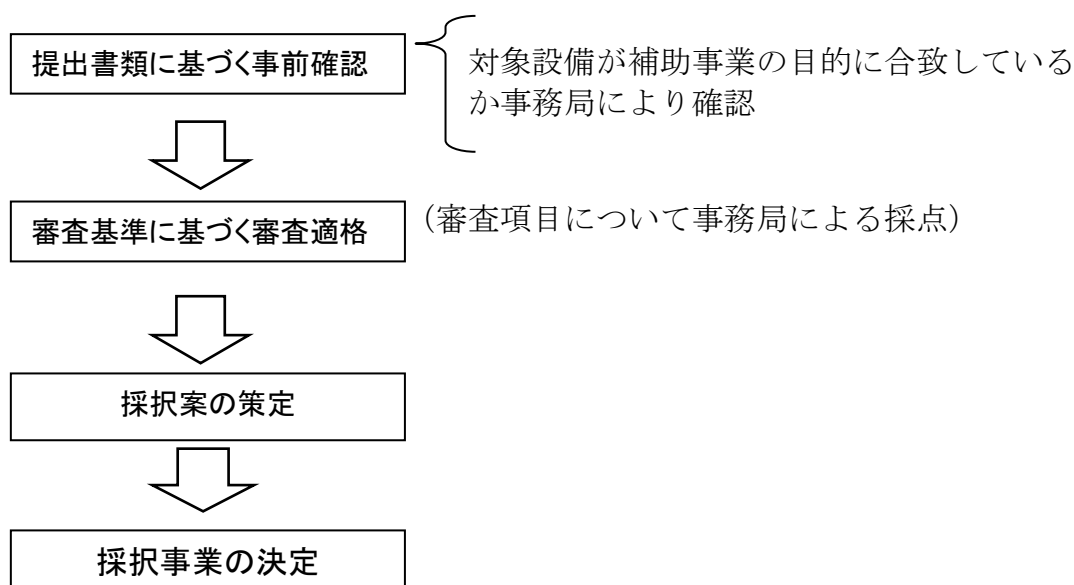 提出書類に基づく事前確認
対象設備が補助事業の目的に合致している
か事務局により確認
審査基準に基づく審査適格
(審査項目について事務局による採点)
採択案の策定
採択事業の決定